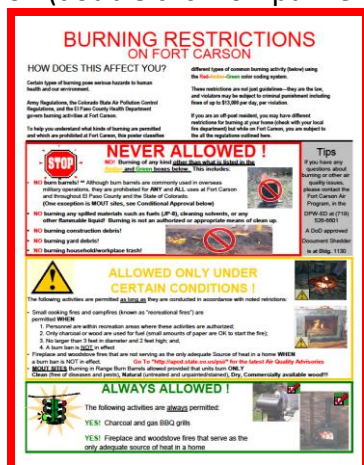 BURNING RESTRICTIONS
ON FORT CARSON
HOW DOES THIS AFFECT YOU?
Certain types of burning pose serious hazards to human
health and our environment.
Army Regulations, the Colorado State Air Pollution Control
Regulations, and the El Paso County Health Department
govern burning activities at Fort Carson.
To help you understand what kinds of burning are permitted
and which are prohibited at Fort Carson, this poster classifies
different types of common burning activity (below) using
the Red-Amber-Green color coding system.
These restrictions are not just guidelines—they are the law,
and violators may be subject to criminal punishment including
fines of up to $13,000 per day, per violation.
If you are an off-post resident, you may have different
restrictions for burning at your home (check with your local
fire department) but while on Fort Carson, you are subject to
the all the regulations outlined here.
STOP
NEVER ALLOWED !
NO! Burning of any kind other than what is listed in the
Amber and Green boxes below. This includes:
NO burn barrels! ** Although burn barrels are commonly used in overseas
military operations, they are prohibited for ANY and ALL uses at Fort Carson
and throughout El Paso County and the State of Colorado.
(One exception is MOUT sites, see Conditional Approval below)
NO burning any spilled materials such as fuels (JP-8), cleaning solvents, or any
other flammable liquid! Burning is not an authorized or appropriate means of clean up.
NO burning construction debris!
NO burning yard debris!
NO burning household/workplace trash!
Tips
If you have any
questions about
burning or other air
quality issues,
please contact the
Fort Carson Air
Program, in the
DPW-ED at (719)
526-6601
A DoD approved
Document Shredder
is at Bldg. 1130
ALLOWED ONLY UNDER
CERTAIN CONDITIONS !
The following activities are permitted as long as they are conducted in accordance with noted restrictions:
Small cooking fires and campfires (known as "recreational fires") are
permitted WHEN
1. Personnel are within recreation areas where these activities are authorized;
2. Only charcoal or wood are used for fuel (small amounts of paper are OK to start the fire);
3. No larger than 3 feet in diameter and 2 feet high; and,
4. A burn ban is NOT in effect
Fireplace and woodstove fires that are not serving as the only adequate Source of heat in a home WHEN
a burn ban is NOT in effect. Go To "http://apcd.state.co.us/psi/" for the latest Air Quality Advisories
MOUT SITES Burning in Range Burn Barrels allowed provided that units burn ONLY
Clean (free of diseases and pests), Natural (untreated and unpainted/stained), Dry, Commercially available wood!!!
ALWAYS ALLOWED !
The following activities are always permitted:
YES! Charcoal and gas BBQ grills
YES! Fireplace and woodstove fires that serve as the
only adequate source of heat in a home